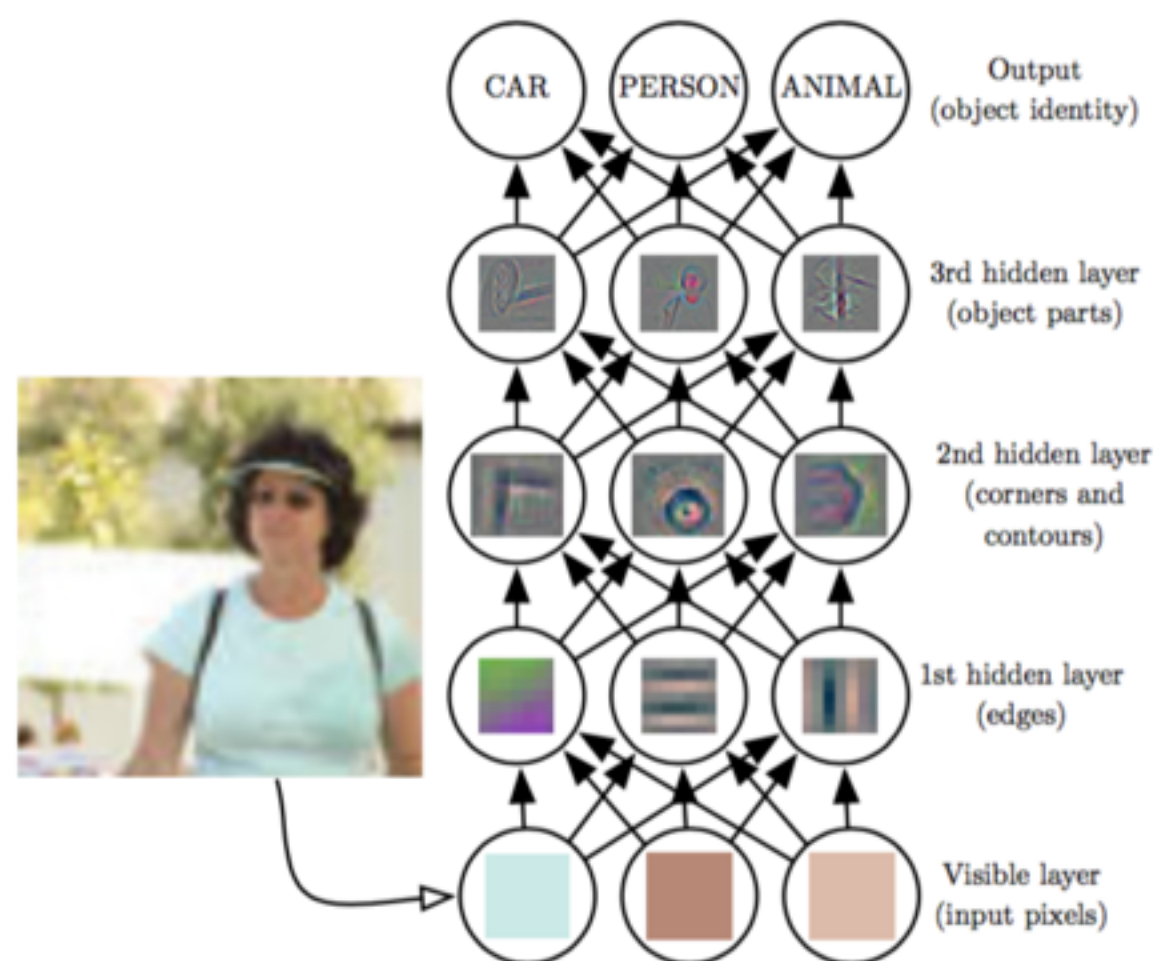 CAR PERSON ANIMAL
Output
(object identity)
3rd hidden layer
(object parts)
2nd hidden layer
(corners and
contours)
1st hidden layer
(edges)
Visible layer
(input pixels)